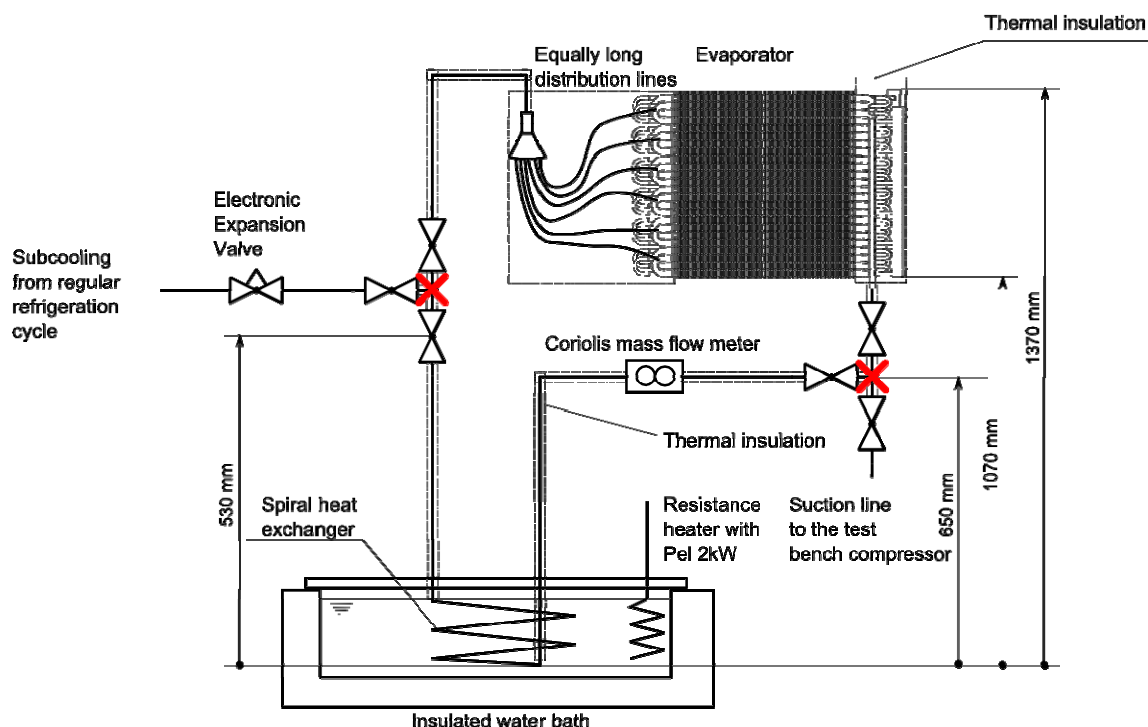 Thermal insulation
Equally long
distribution lines
Evaporator
Electronic
Expansion
Valve
Subcooling
from regular
refrigeration
cycle
Coriolis mass flow meter
1370 mm
1070 mm
650 mm
530 mm
Thermal insulation
Spiral heat
exchanger
Resistance
heater with
Pel 2kW
Suction line
to the test
bench compressor
Insulated water bath